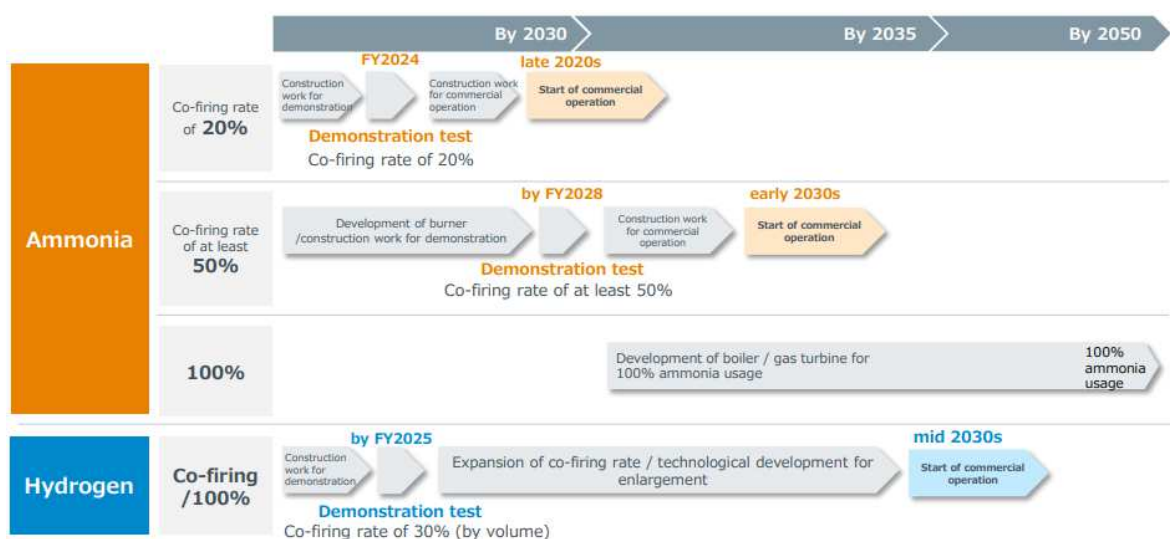 By 2030
By 2035
By 2050
Ammonia
Co-firing rate
of 20%
FY2024
late 2020s
Construction
work for
demonstration
Construction work
for commercial
operation
Start of commercial
operation
Demonstration test
Co-firing rate of 20%
Co-firing rate
of at least
50%
by FY2028
early 2030s
Development of burner
/construction work for demonstration
Construction work
for commercial
operation
Start of commercial
operation
Demonstration test
Co-firing rate of at least 50%
100%
Development of boiler / gas turbine for
100% ammonia usage
100%
ammonia
usage
Hydrogen
Co-firing
/100%
by FY2025
mid 2030s
Construction
work for
demonstration
Expansion of co-firing rate / technological development for
enlargement
Start of commercial
operation
Demonstration test
Co-firing rate of 30% (by volume)